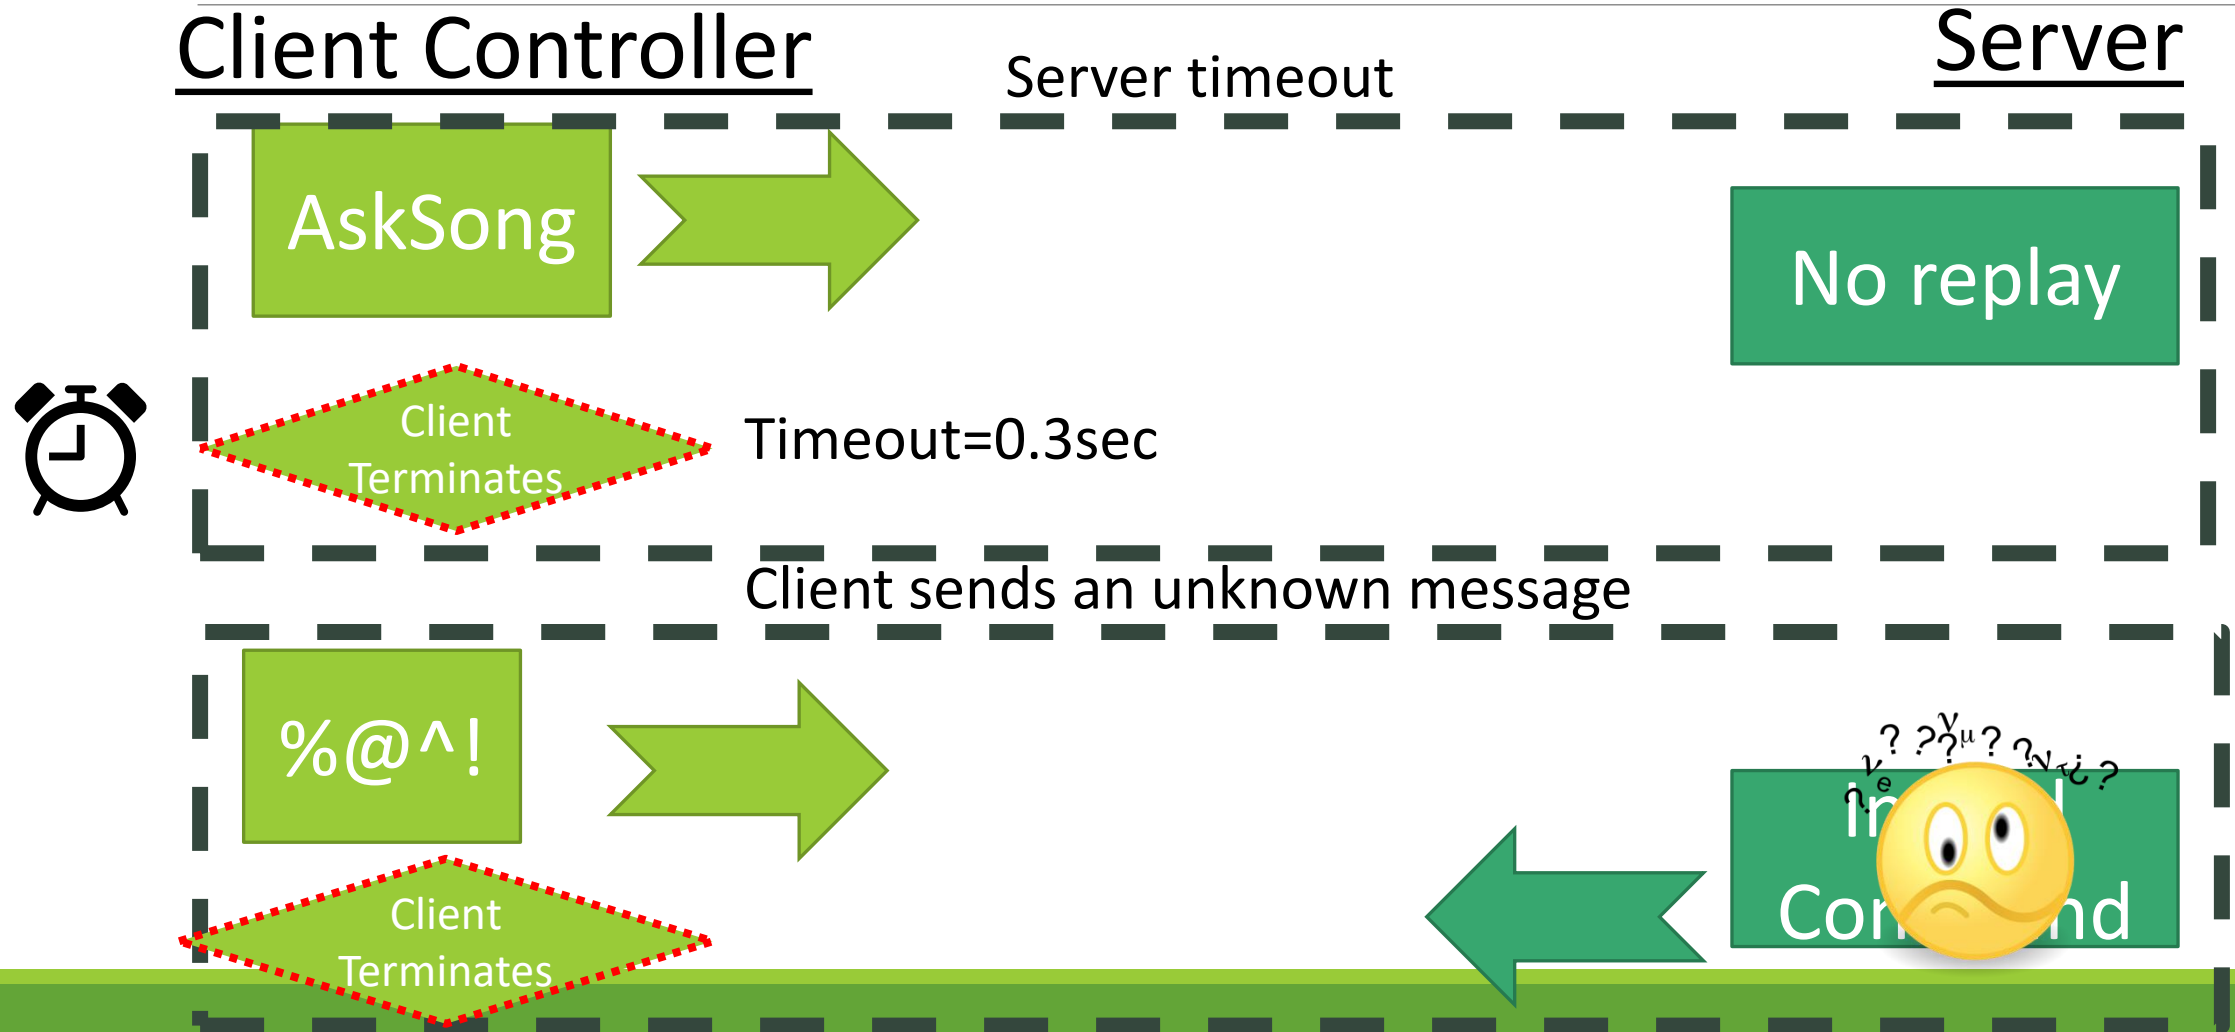 Client Controller
Server timeout
Server
AskSong
No replay
Client
Terminates
Timeout=0.3sec
Client sends an unknown message
%@^!
Client
Terminates